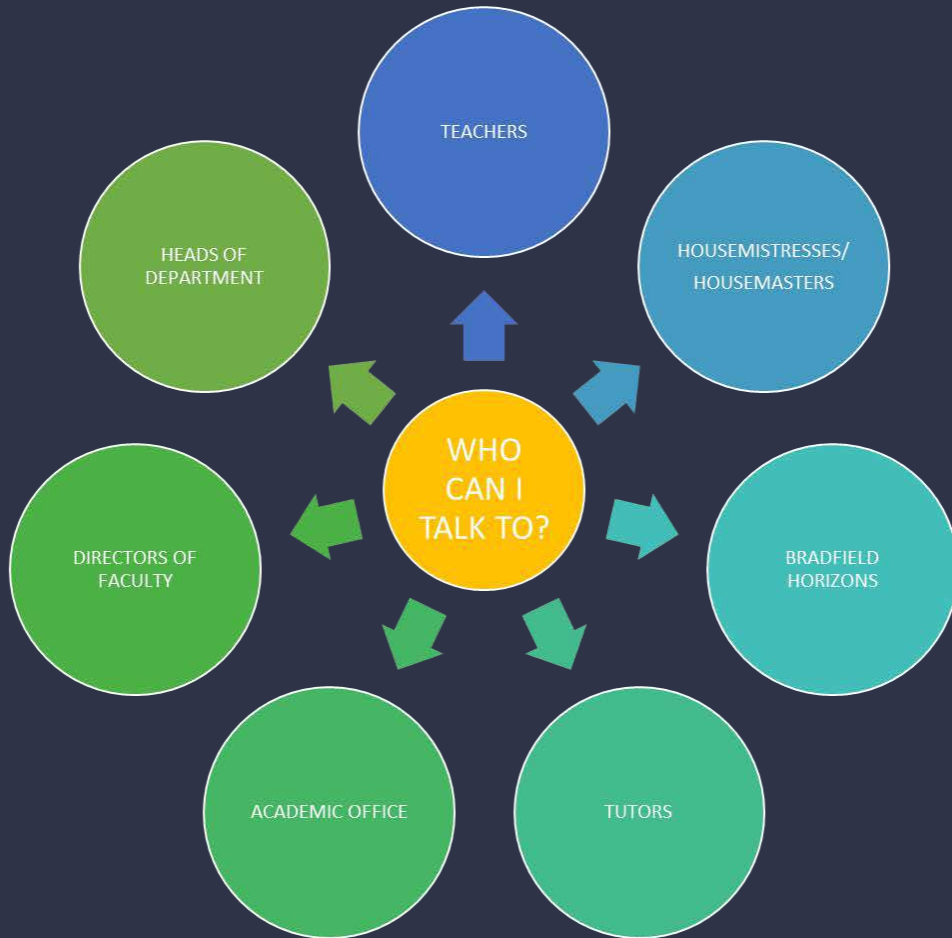 TEACHERS
HOUSEMISTRESSES/
HOUSEMASTERS
BRADFIELD
HORIZONS
TUTORS
ACADEMIC OFFICE
DIRECTORS OF
FACULTY
HEADS OF
DEPARTMENT
WHO
CAN I
TALK TO?